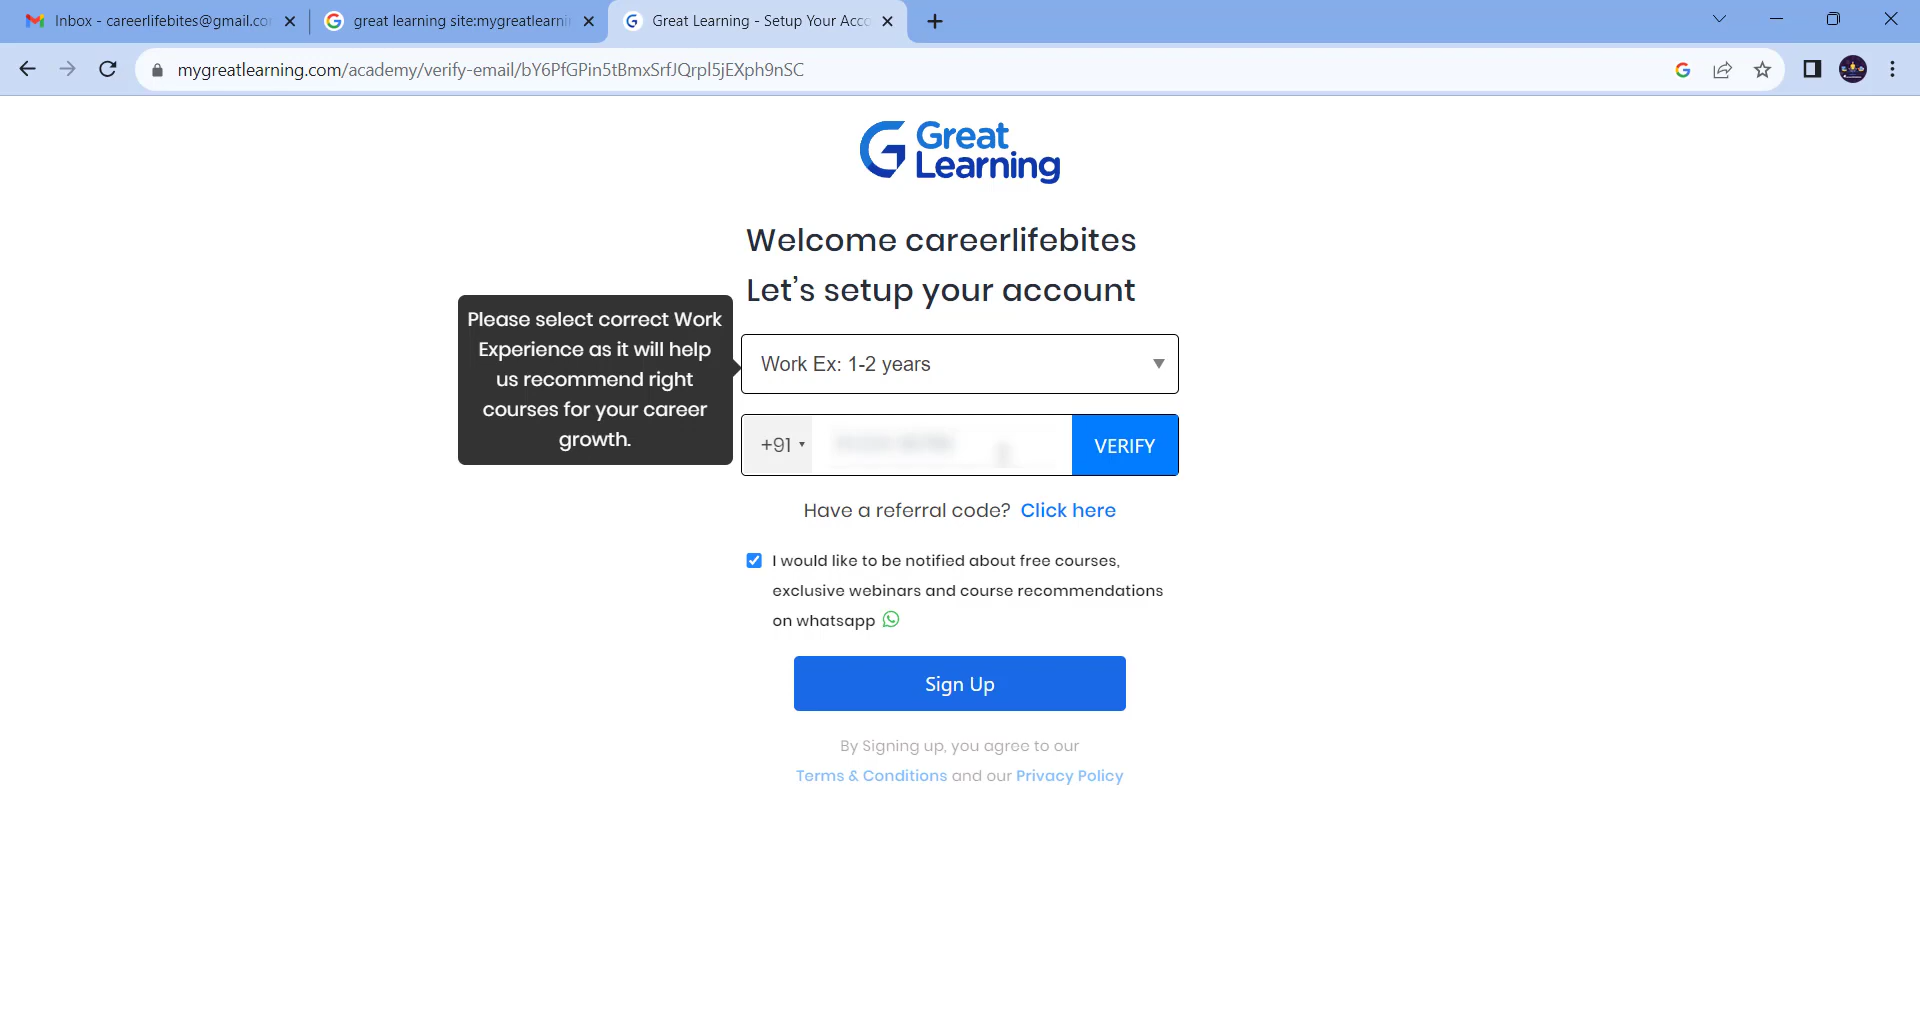 Inbox - careerlifebites@gmail.co
great learning site:mygreatlearni
Great Learning - Setup Your Acco
mygreatlearning.com/academy/verify-email/bY6PfGPin5tBmxSrfJQrpl5jEXph9nSC
Great
Learning
Welcome careerlifebites
Let's setup your account
Please select correct Work
Experience as it will help
us recommend right
courses for your career
growth.
Work Ex: 1-2 years
+91
VERIFY
Have a referral code? Click here
I would like to be notified about free courses,
exclusive webinars and course recommendations
on whatsapp
Sign Up
By Signing up, you agree to our
Terms & Conditions and our Privacy Policy